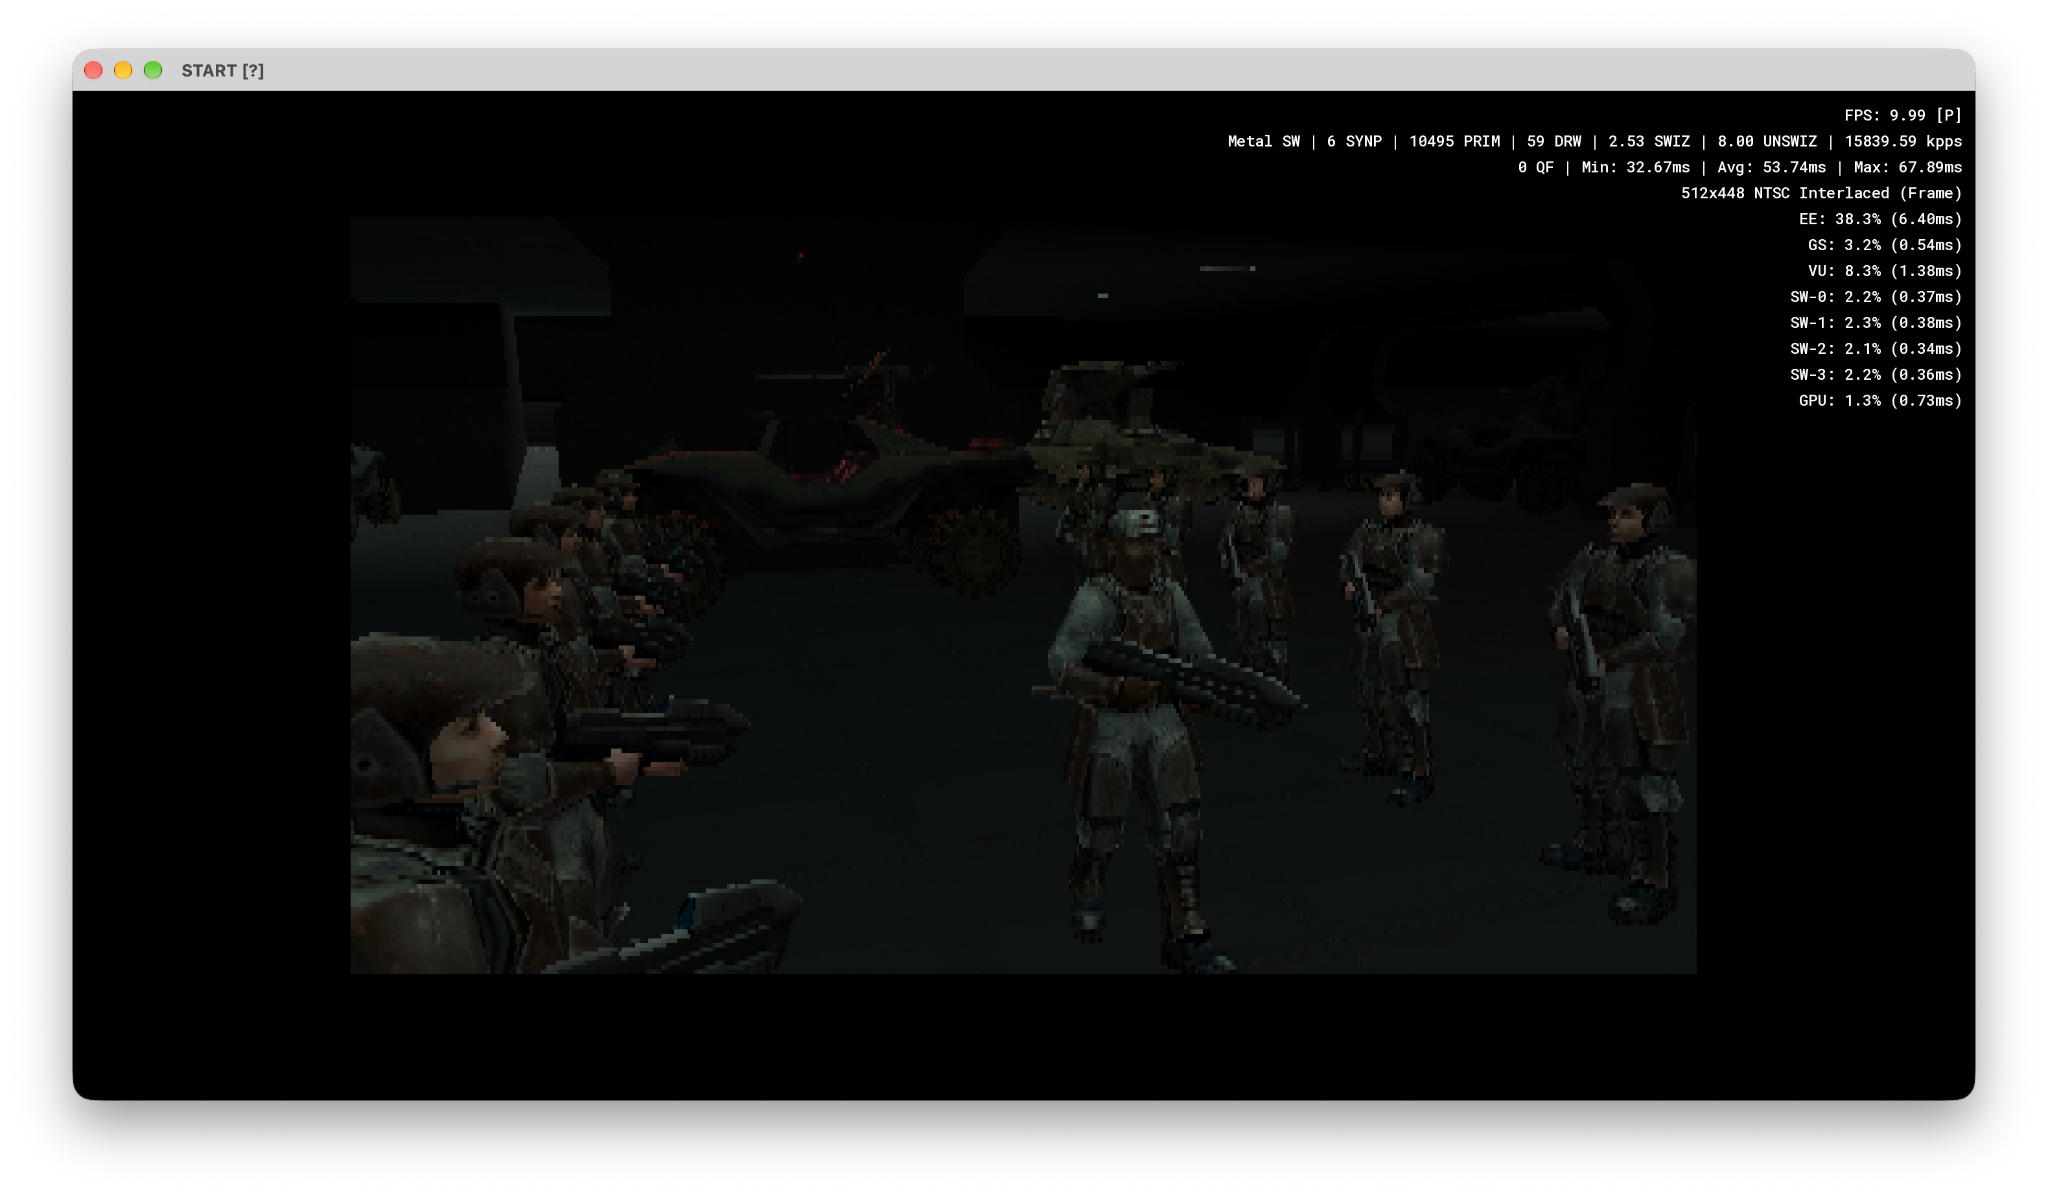 START [?]
FPS: 9.99 [P]
Metal SW | 6 SYNP | 10495 PRIM | 59 DRW | 2.53 SWIZ | 8.00 UNSWIZ | 15839.59 kpps
0 QF | Min: 32.67ms | Avg: 53.74ms | Max: 67.89ms
512x448 NTSC Interlaced (Frame)
EE: 38.3% (6.40ms)
GS: 3.2% (0.54ms)
VU: 8.3% (1.38ms)
SW-0: 2.2% (0.37ms)
SW-1: 2.3% (0.38ms)
SW-2: 2.1% (0.34ms)
SW-3: 2.2% (0.36ms)
GPU: 1.3% (0.73ms)